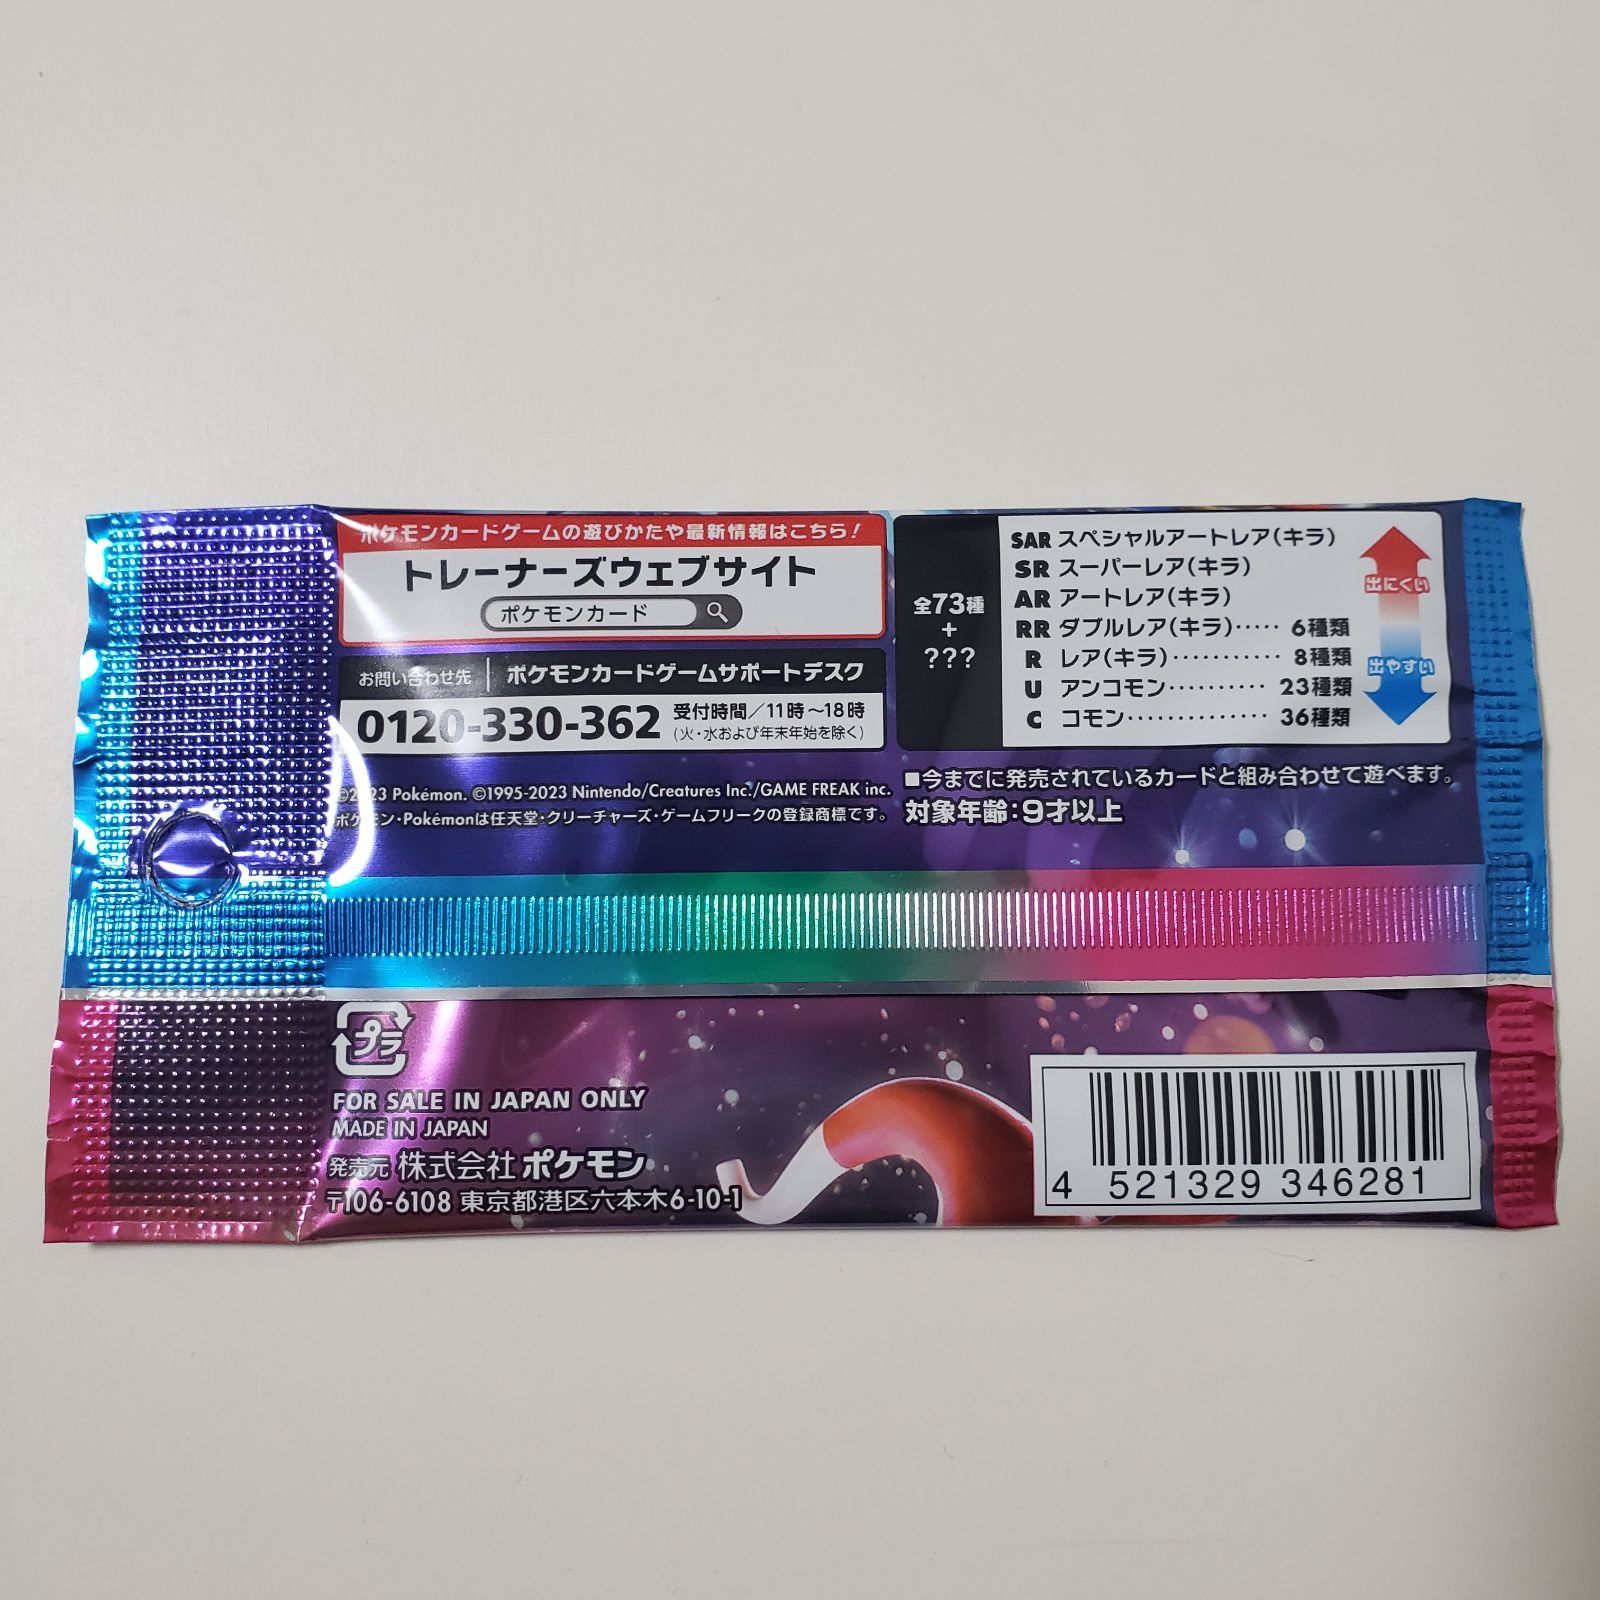 ポケモンカードゲームの遊びかたや最新情報はこちら!
トレーナーズウェブサイト
ポケモンカード
お問い合わせ先 ポケモンカードゲームサポートデスク
0120-330-362 受付時間/11時〜18時
(火・水および年末年始を除く)
©2023 Pokémon. ©1995-2023 Nintendo/Creatures Inc./GAME FREAK inc.
ポケモン・Pokémonは任天堂・クリーチャーズ・ゲームフリークの登録商標です。
全73種
+
???
SAR スペシャルアートレア(キラ)
SR スーパーレア(キラ)
AR アートレア(キラ)
RR ダブルレア(キラ)····· 6種類
R レア(キラ)··········· 8種類
U アンコモン·········· 23種類
C コモン·············· 36種類
出にくい
出やすい
■今までに発売されているカードと組み合わせて遊べます。
対象年齢:9才以上
プラ
FOR SALE IN JAPAN ONLY
MADE IN JAPAN
発売元 株式会社 ポケモン
〒106-6108 東京都港区六本木6-10-1
4 521329 346281